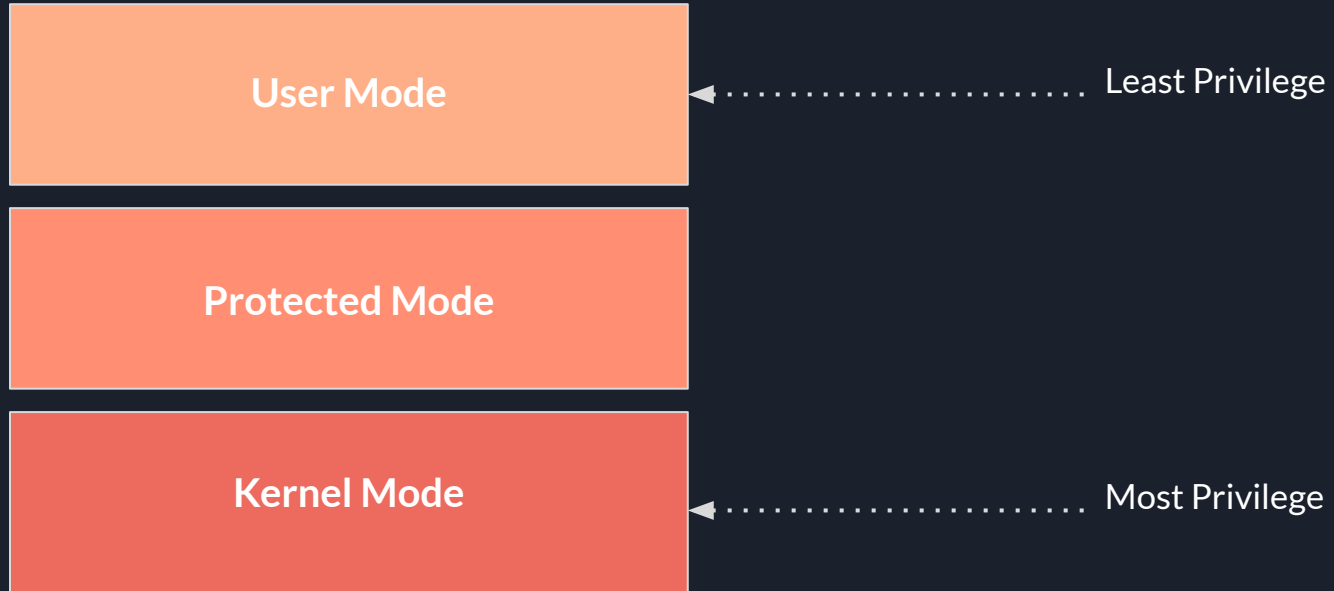 User Mode
Least Privilege
Protected Mode
Kernel Mode
Most Privilege